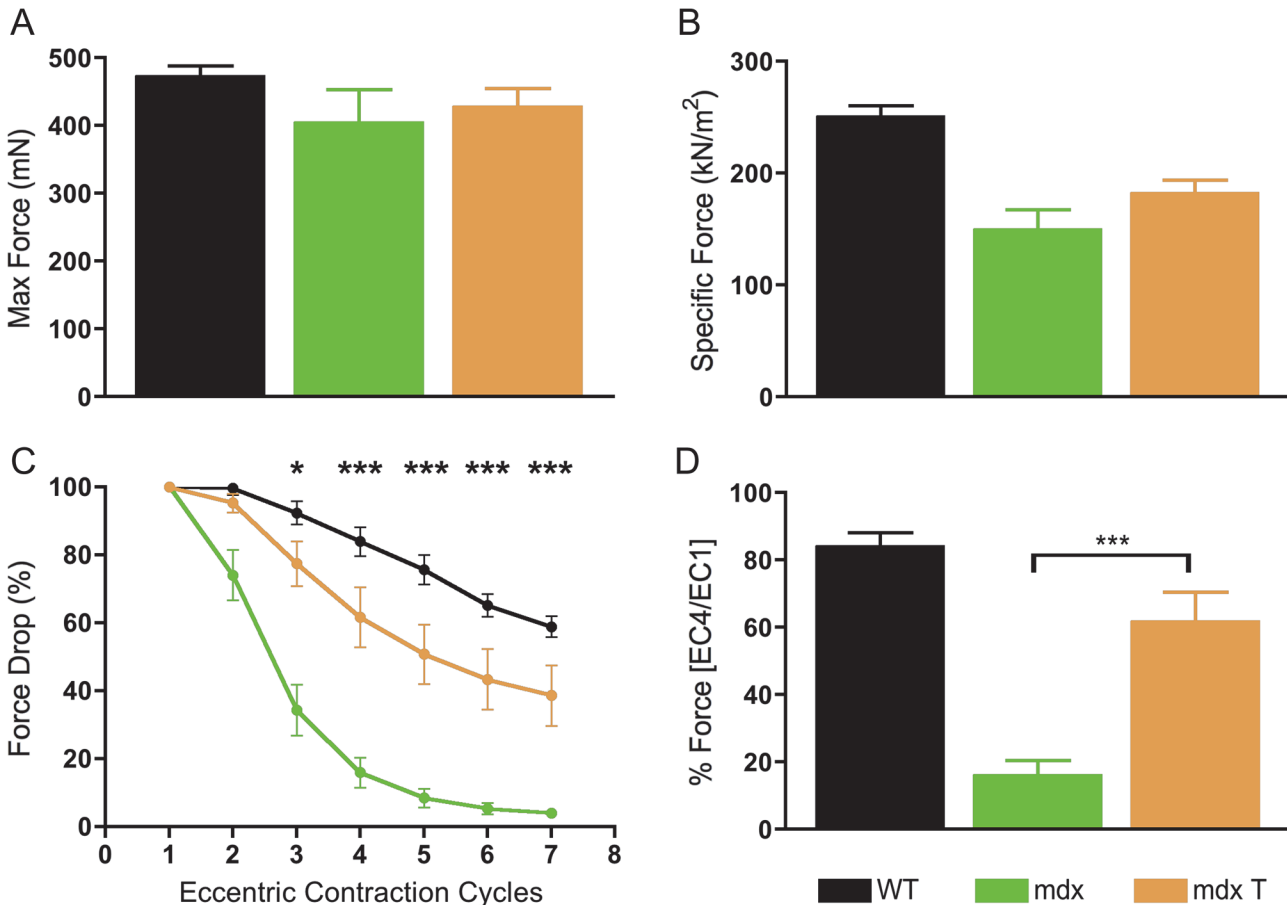 A
Max Force (mN)
500
400
300
200
100
0
B
Specific Force (kN/m²)
300
200
100
0
C
* *** *** *** ***
Force Drop (%)
100
80
60
40
20
0
0 1 2 3 4 5 6 7 8
Eccentric Contraction Cycles
D
% Force [EC4/EC1]
100
80
60
40
20
0
***
WT mdx mdx T